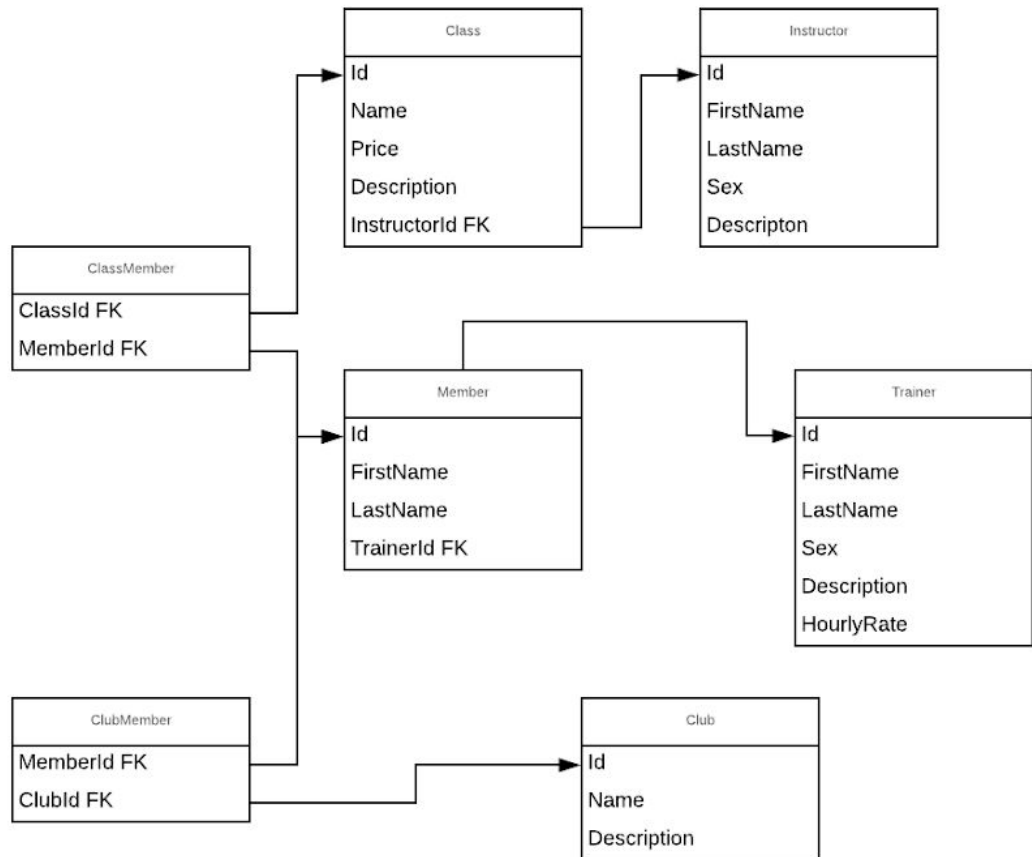 Class
Id
Name
Price
Description
InstructorId FK
Instructor
Id
FirstName
LastName
Sex
Descripton
ClassMember
ClassId FK
MemberId FK
Member
Id
FirstName
LastName
TrainerId FK
Trainer
Id
FirstName
LastName
Sex
Description
HourlyRate
ClubMember
MemberId FK
ClubId FK
Club
Id
Name
Description